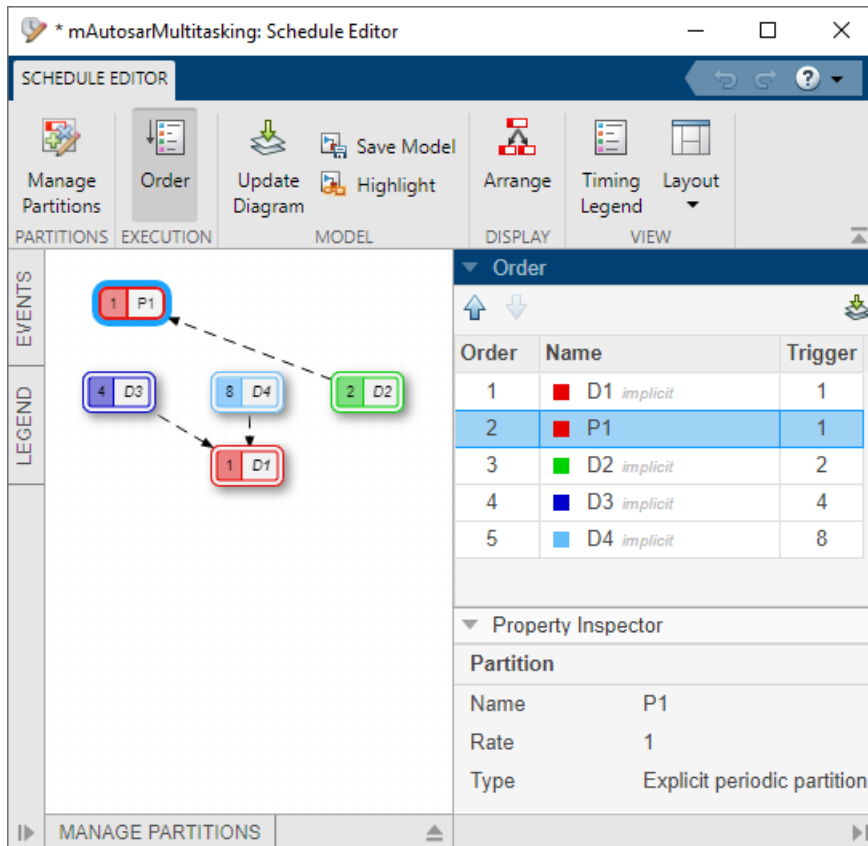 * mAutosarMultitasking: Schedule Editor
SCHEDULE EDITOR
?
Manage Partitions
Order
Update Diagram
Save Model
Highlight
Arrange
Timing Legend
Layout
PARTITIONS
EXECUTION
MODEL
DISPLAY
VIEW
EVENTS
LEGEND
1 P1
4 D3
8 D4
2 D2
1 D1
Order
Order Name Trigger
1 D1 implicit 1
2 P1 1
3 D2 implicit 2
4 D3 implicit 4
5 D4 implicit 8
Property Inspector
Partition
Name P1
Rate 1
Type Explicit periodic partition
MANAGE PARTITIONS